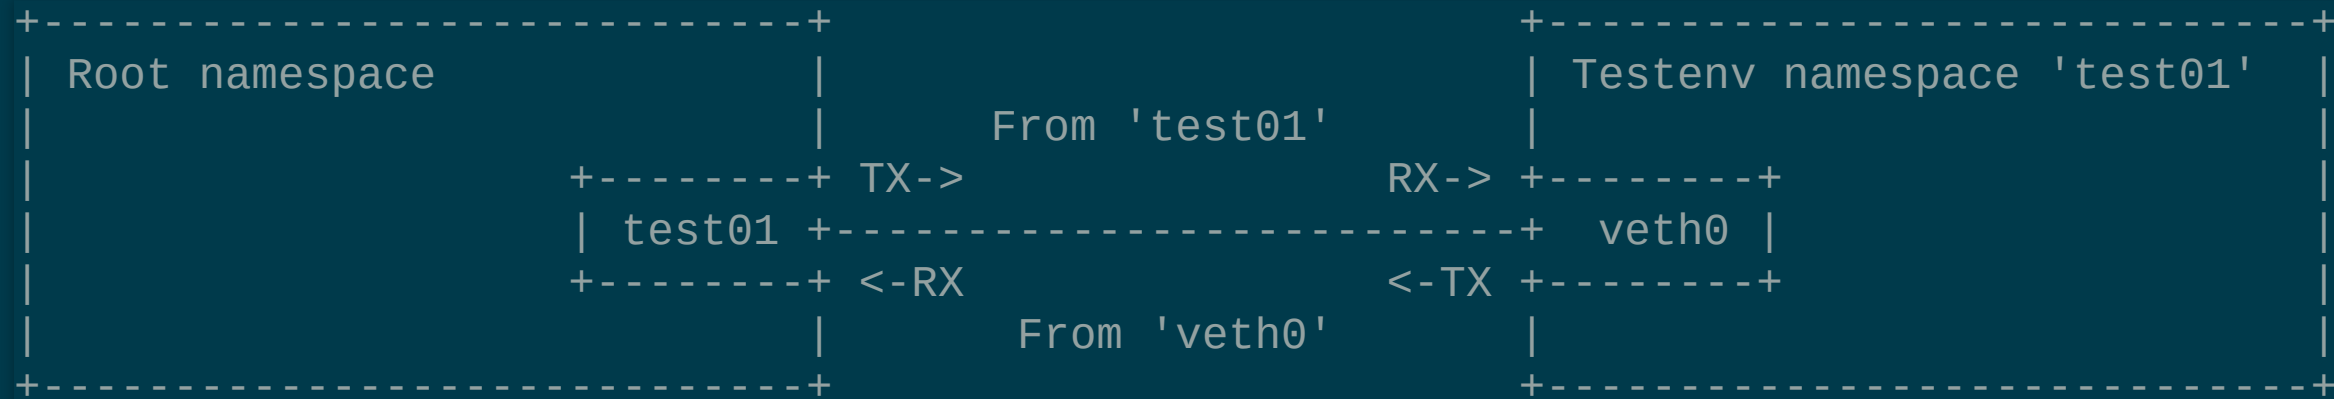 +-----------------------------+                          +-----------------------------+
| Root namespace              |                          | Testenv namespace 'test01'  |
|                             |      From 'test01'       |                             |
|                    +--------+ TX->                RX-> +--------+                    |
|                    | test01 +--------------------------+  veth0 |                    |
|                    +--------+ <-RX                <-TX +--------+                    |
|                             |       From 'veth0'       |                             |
+-----------------------------+                          +-----------------------------+